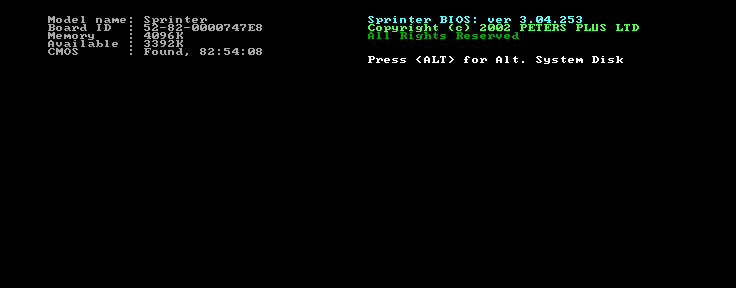 Model name: Sprinter
Board ID  : 52-82-0000747E8
Memory    : 4096K
Available : 3392K
CMOS      : Found, 82:54:08
Sprinter BIOS: ver 3.04.253
Copyright (c) 2002 PETERS PLUS LTD
All Rights Reserved
Press <ALT> for Alt. System Disk